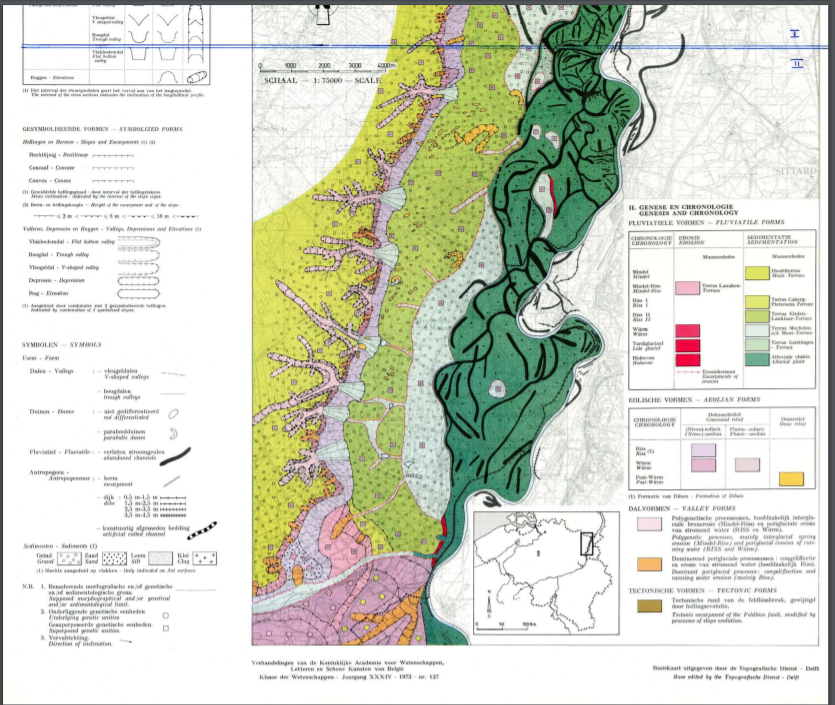 Vleugeldal
V-shaped valley
Boogdal
Trough valley
Vlakbodemdal
Flat bottom
valley
Ruggen - Elevations
(1) Het interval der dwarsprofielen geeft het verval aan van het lengteprofiel.
The interval of the cross sections indicates the inclination of the longitudinal profile.
GESYMBOLISEERDE VORMEN — SYMBOLIZED FORMS
Hellingen en Bermen - Slopes and Escarpments (1) (2)
Rechtlijnig - Rectilinear
Concaaf - Concave
Convex - Convex
(1) Gemiddelde hellingsgraad : door interval der hellingstekens
Mean inclination : indicated by the interval of the slope signs
(2) Berm- en hellingshoogte — Height of the escarpment and of the slope :
≤ 2 m ≤ 6 m ≤ 18 m
Valleien, Depressies en Ruggen - Valleys, Depressions and Elevations (1)
Vlakbodemdal - Flat bottom valley
Boogdal - Trough valley
Vleugeldal - V-shaped valley
Depressie - Depression
Rug - Elevation
(1) Aangeduid door combinatie van 2 gesymboliseerde hellingen.
Indicated by combination of 2 symbolized slopes.
SYMBOLEN — SYMBOLS
Vorm - Form
Dalen - Valleys : – vleugeldalen
V-shaped valleys
– boogdalen
trough valleys
Duinen - Dunes : – niet gedifferentieerd
not differentiated
– paraboolduinen
parabolic dunes
Fluviatiel - Fluviatile : – verlaten stroomgeulen
abandoned channels
Antropogeen -
Antropogenous : – berm
escarpment
– dijk : 0,5 m-1,5 m
dike 1,5 m-2,5 m
2,5 m-3,5 m
3,5 m-4,5 m
– kunstmatig afgesneden bedding
artificial cutted channel
Sedimenten - Sediments (1)
Grind
Gravel
Zand
Sand
Leem
Silt
Klei
Clay
(1) Slechts aangeduid op vlakken - Only indicated on flat surfaces
N.B. 1. Benaderende morfografische en/of genetische
en/of sedimentologische grens.
Supposed morphographical and/or genetical
and/or sedimentological limit.
2. Onderliggende genetische eenheden
Underlying genetic unities
Gesuperposeerde genetische eenheden.
Superposed genetic unities.
3. Vervalrichting.
Direction of inclination.
0 1000 2000 3000 4000m
SCHAAL — 1: 75000 — SCALE
I
II
SITTARD
II. GENESE EN CHRONOLOGIE
GENESIS AND CHRONOLOGY
FLUVIATIELE VORMEN — FLUVIATILE FORMS
CHRONOLOGIE
CHRONOLOGY
EROSIE
EROSION
SEDIMENTATIE
SEDIMENTATION
Maaseenheden
Maaseenheden
Mindel
Mindel
Hoofdterras
Main Terrace
Mindel-Riss
Mindel-Riss
Terras Lanaken-
Terrace
Riss I
Riss I
Terras Caberg-
Pietersem-Terrace
Riss II
Riss II
Terras Eisden-
Lanklaar-Terrace
Würm
Würm
Terras Mechelen-
a/d Maas-Terrace
Tardiglaciaal
Late glacial
Terras Geistingen
- Terrace
Holoceen
Holocene
Alluviale vlakte
Alluvial plain
Erosiebermen
Escarpments of
erosion
EOLISCHE VORMEN — AEOLIAN FORMS
CHRONOLOGIE
CHRONOLOGY
Dekzandreliëf
(Coversand relief)
Duinreliëf
(Dune relief)
(Niveo)-eolisch
(Niveo)-aeolian
Fluvio-eolisch
Fluvio-aeolian
Riss
Riss (1)
Würm
Würm
Post-Würm
Post-Würm
(1) Formatie van Dilsen - Formation of Dilsen
DALVORMEN — VALLEY FORMS
Polygenetische processussen, hoofdzakelijk interglaciale
bronerosie (Mindel-Riss) en periglaciale erosie
van stromend water (RISS en Würm).
Polygenetic processes, mainly interglacial spring
erosion (Mindel-Riss) and periglacial erosion of running
water (RISS and Würm).
Dominerend periglaciale processen : congelifluctie
en erosie van stromend water (hoofdzakelijk Riss).
Dominant periglacial processes : congelifluction and
running water erosion (mainly Riss).
TECTONISCHE VORMEN — TECTONIC FORMS
Tectonische rand van de feldbissbreuk, gewijzigd
door hellingsevolutie.
Tectonic escarpment of the Feldbiss fault, modified by
process of slope evolution.
0 50 100 Km
Verhandelingen van de Koninklijke Academie voor Wetenschappen,
Letteren en Schone Kunsten van België
Klasse der Wetenschappen - Jaargang XXXIV - 1972 - nr. 127
Basiskaart uitgegeven door de Topografische Dienst - Delft
Base edited by the Topografische Dienst - Delft